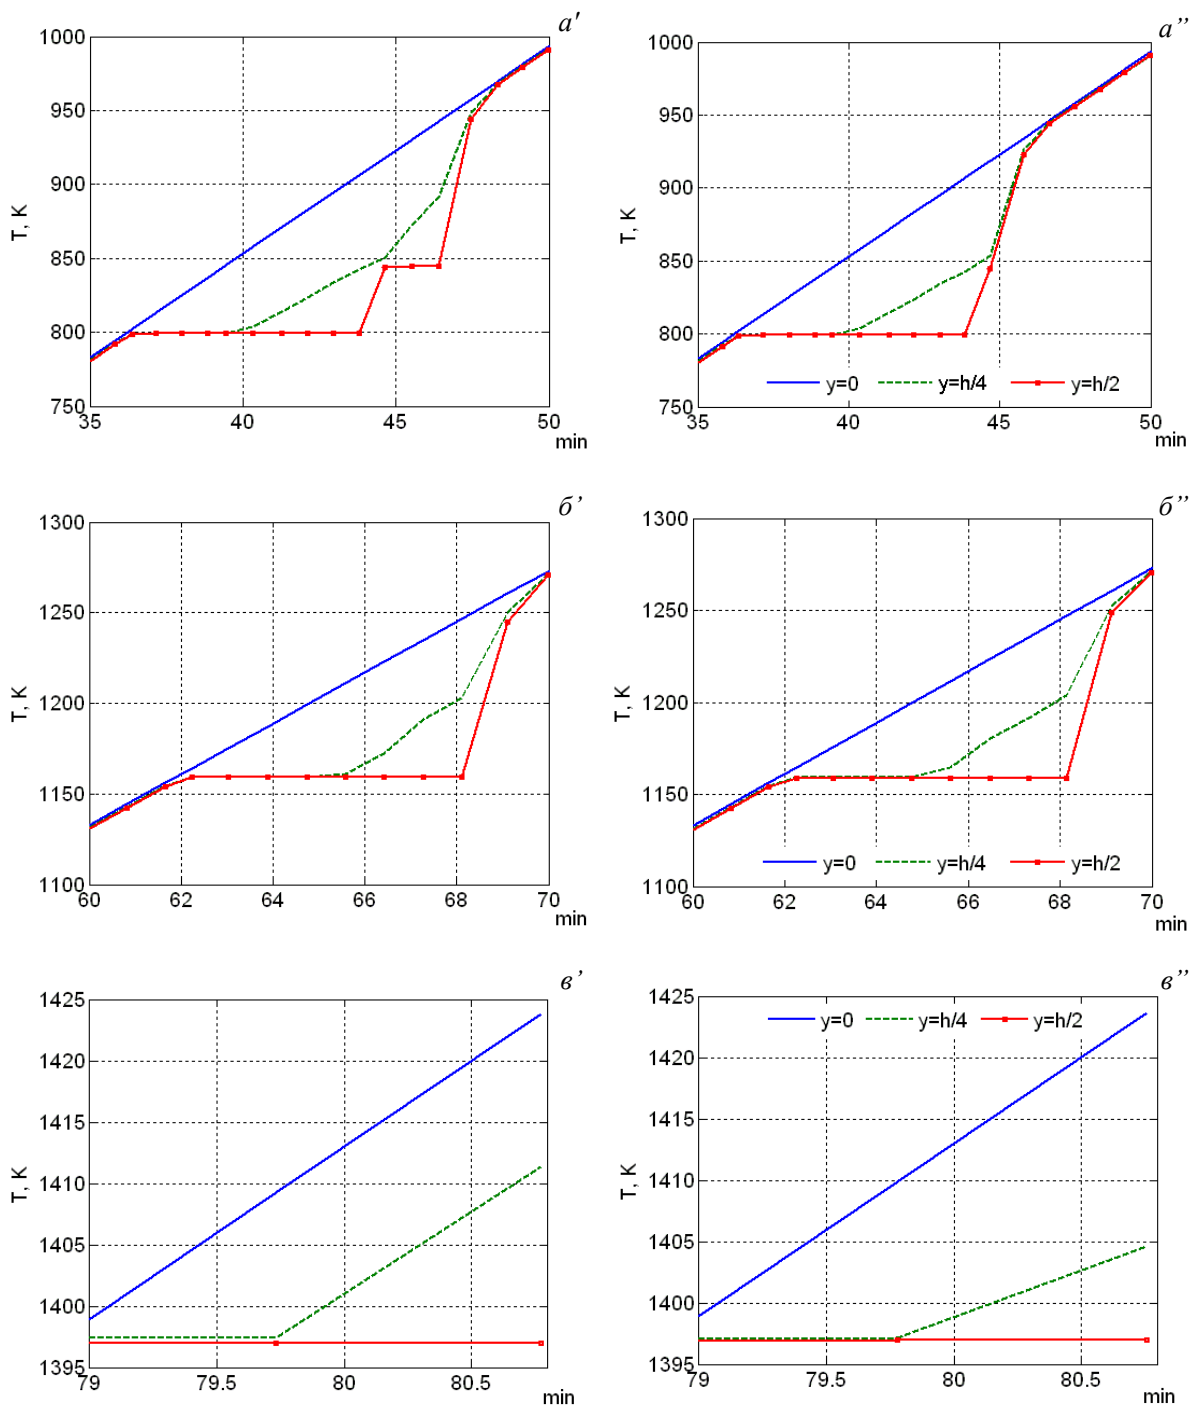 а'
1000
950
900
850
800
750
T, K
35 40 45 50
min
а''
1000
950
900
850
800
750
T, K
y=0 y=h/4 y=h/2
35 40 45 50
min
б'
1300
1250
1200
1150
1100
T, K
60 62 64 66 68 70
min
б''
1300
1250
1200
1150
1100
T, K
y=0 y=h/4 y=h/2
60 62 64 66 68 70
min
в'
1425
1420
1415
1410
1405
1400
1395
T, K
79 79.5 80 80.5
min
в''
1425
1420
1415
1410
1405
1400
1395
T, K
y=0 y=h/4 y=h/2
79 79.5 80 80.5
min